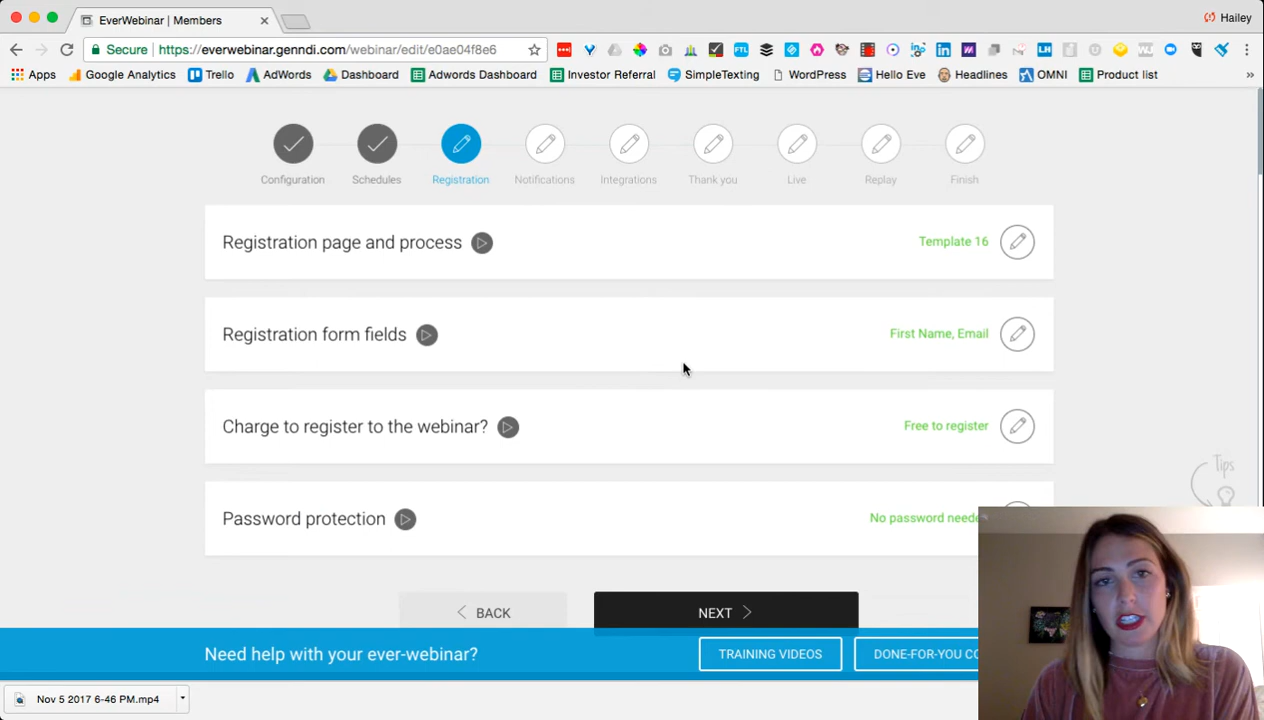 EverWebinar | Members
Hailey
Secure | https://everwebinar.genndi.com/webinar/edit/e0ae04f8e6
Apps Google Analytics Trello AdWords Dashboard Adwords Dashboard Investor Referral SimpleTexting WordPress Hello Eve Headlines OMNI Product list »
Configuration Schedules Registration Notifications Integrations Thank you Live Replay Finish
Registration page and process Template 16
Registration form fields First Name, Email
Charge to register to the webinar? Free to register
Tips
Password protection No password neede
BACK NEXT
Need help with your ever-webinar? TRAINING VIDEOS DONE-FOR-YOU CO
Nov 5 2017 6-46 PM.mp4